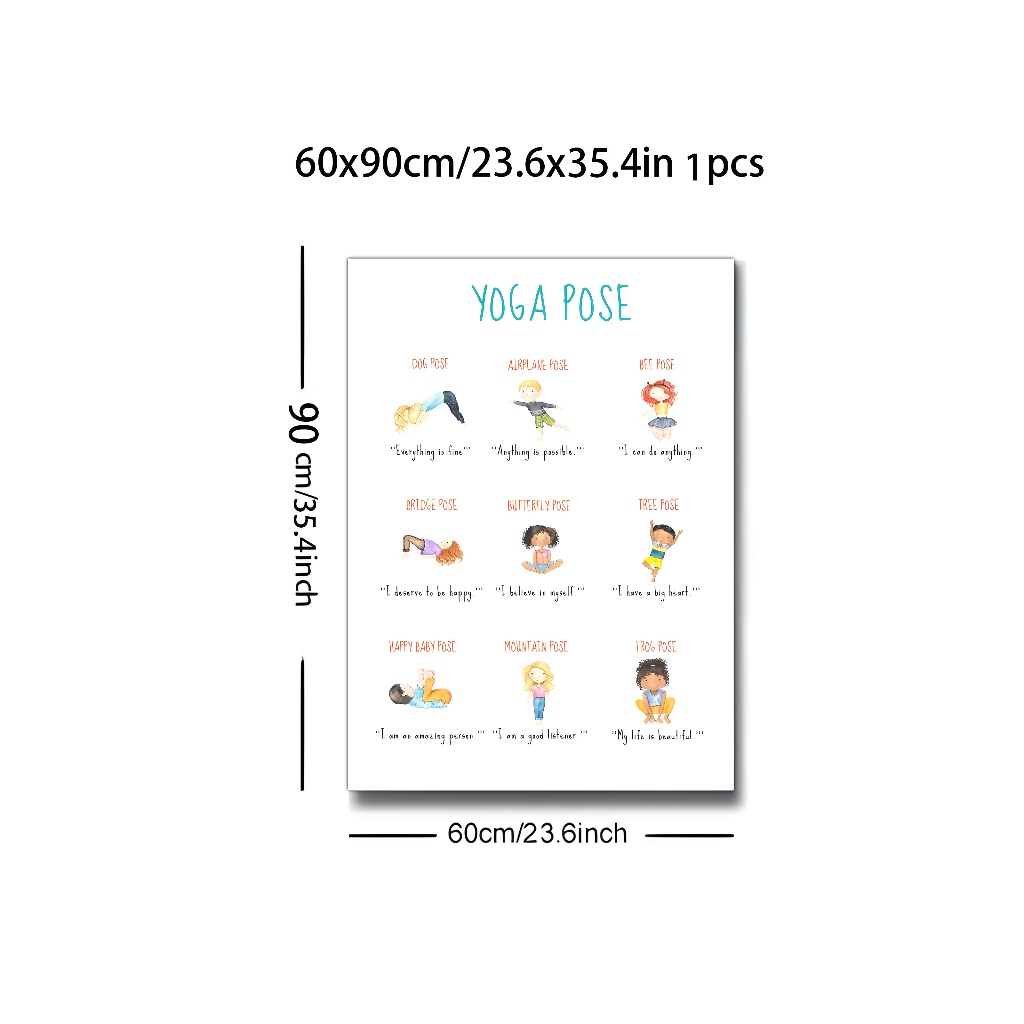 60x90cm/23.6x35.4in 1pcs
YOGA POSE
DOG POSE AIRPLANE POSE BEE POSE
"Everything is fine"" "Anything is possible."" "I can do anything.""
BRIDGE POSE BUTTERFLY POSE TREE POSE
"I deserve to be happy."" "I believe in myself."" "I have a big heart.""
HAPPY BABY POSE MOUNTAIN POSE FROG POSE
"I am an amazing person."" "I am a good listener."" "My life is beautiful.""
90 cm/35.4inch
60cm/23.6inch